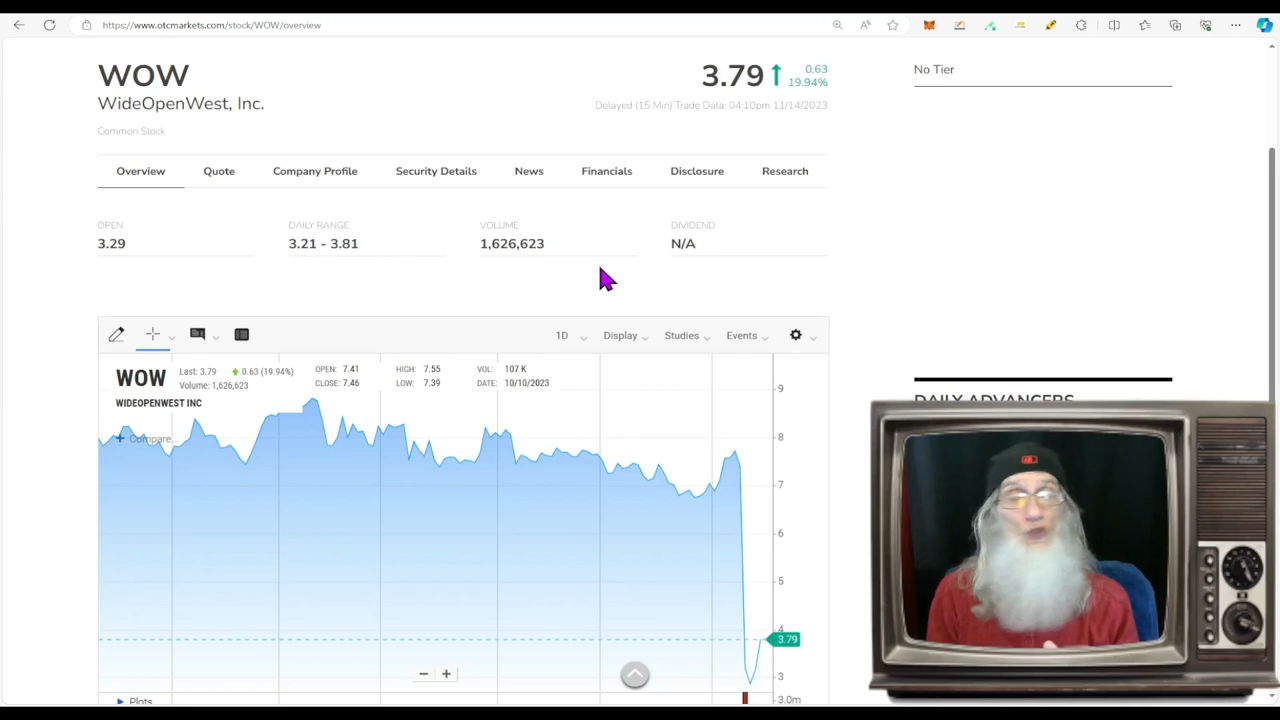 https://www.otcmarkets.com/stock/WOW/overview
WOW
3.79
0.63
19.94%
No Tier
WideOpenWest, Inc.
Delayed (15 Min) Trade Data: 04:10pm 11/14/2023
Common Stock
Overview Quote Company Profile Security Details News Financials Disclosure Research
OPEN DAILY RANGE VOLUME DIVIDEND
3.29 3.21 - 3.81 1,626,623 N/A
1D Display Studies Events
WOW
Last: 3.79 0.63 (19.94%)
Volume: 1,626,623
OPEN: 7.41 HIGH: 7.55 VOL: 107 K
CLOSE: 7.46 LOW: 7.39 DATE: 10/10/2023
WIDEOPENWEST INC
Compare...
9
8
7
6
5
4
3.79
3
3.0m
Plots
DAILY ADVANCERS